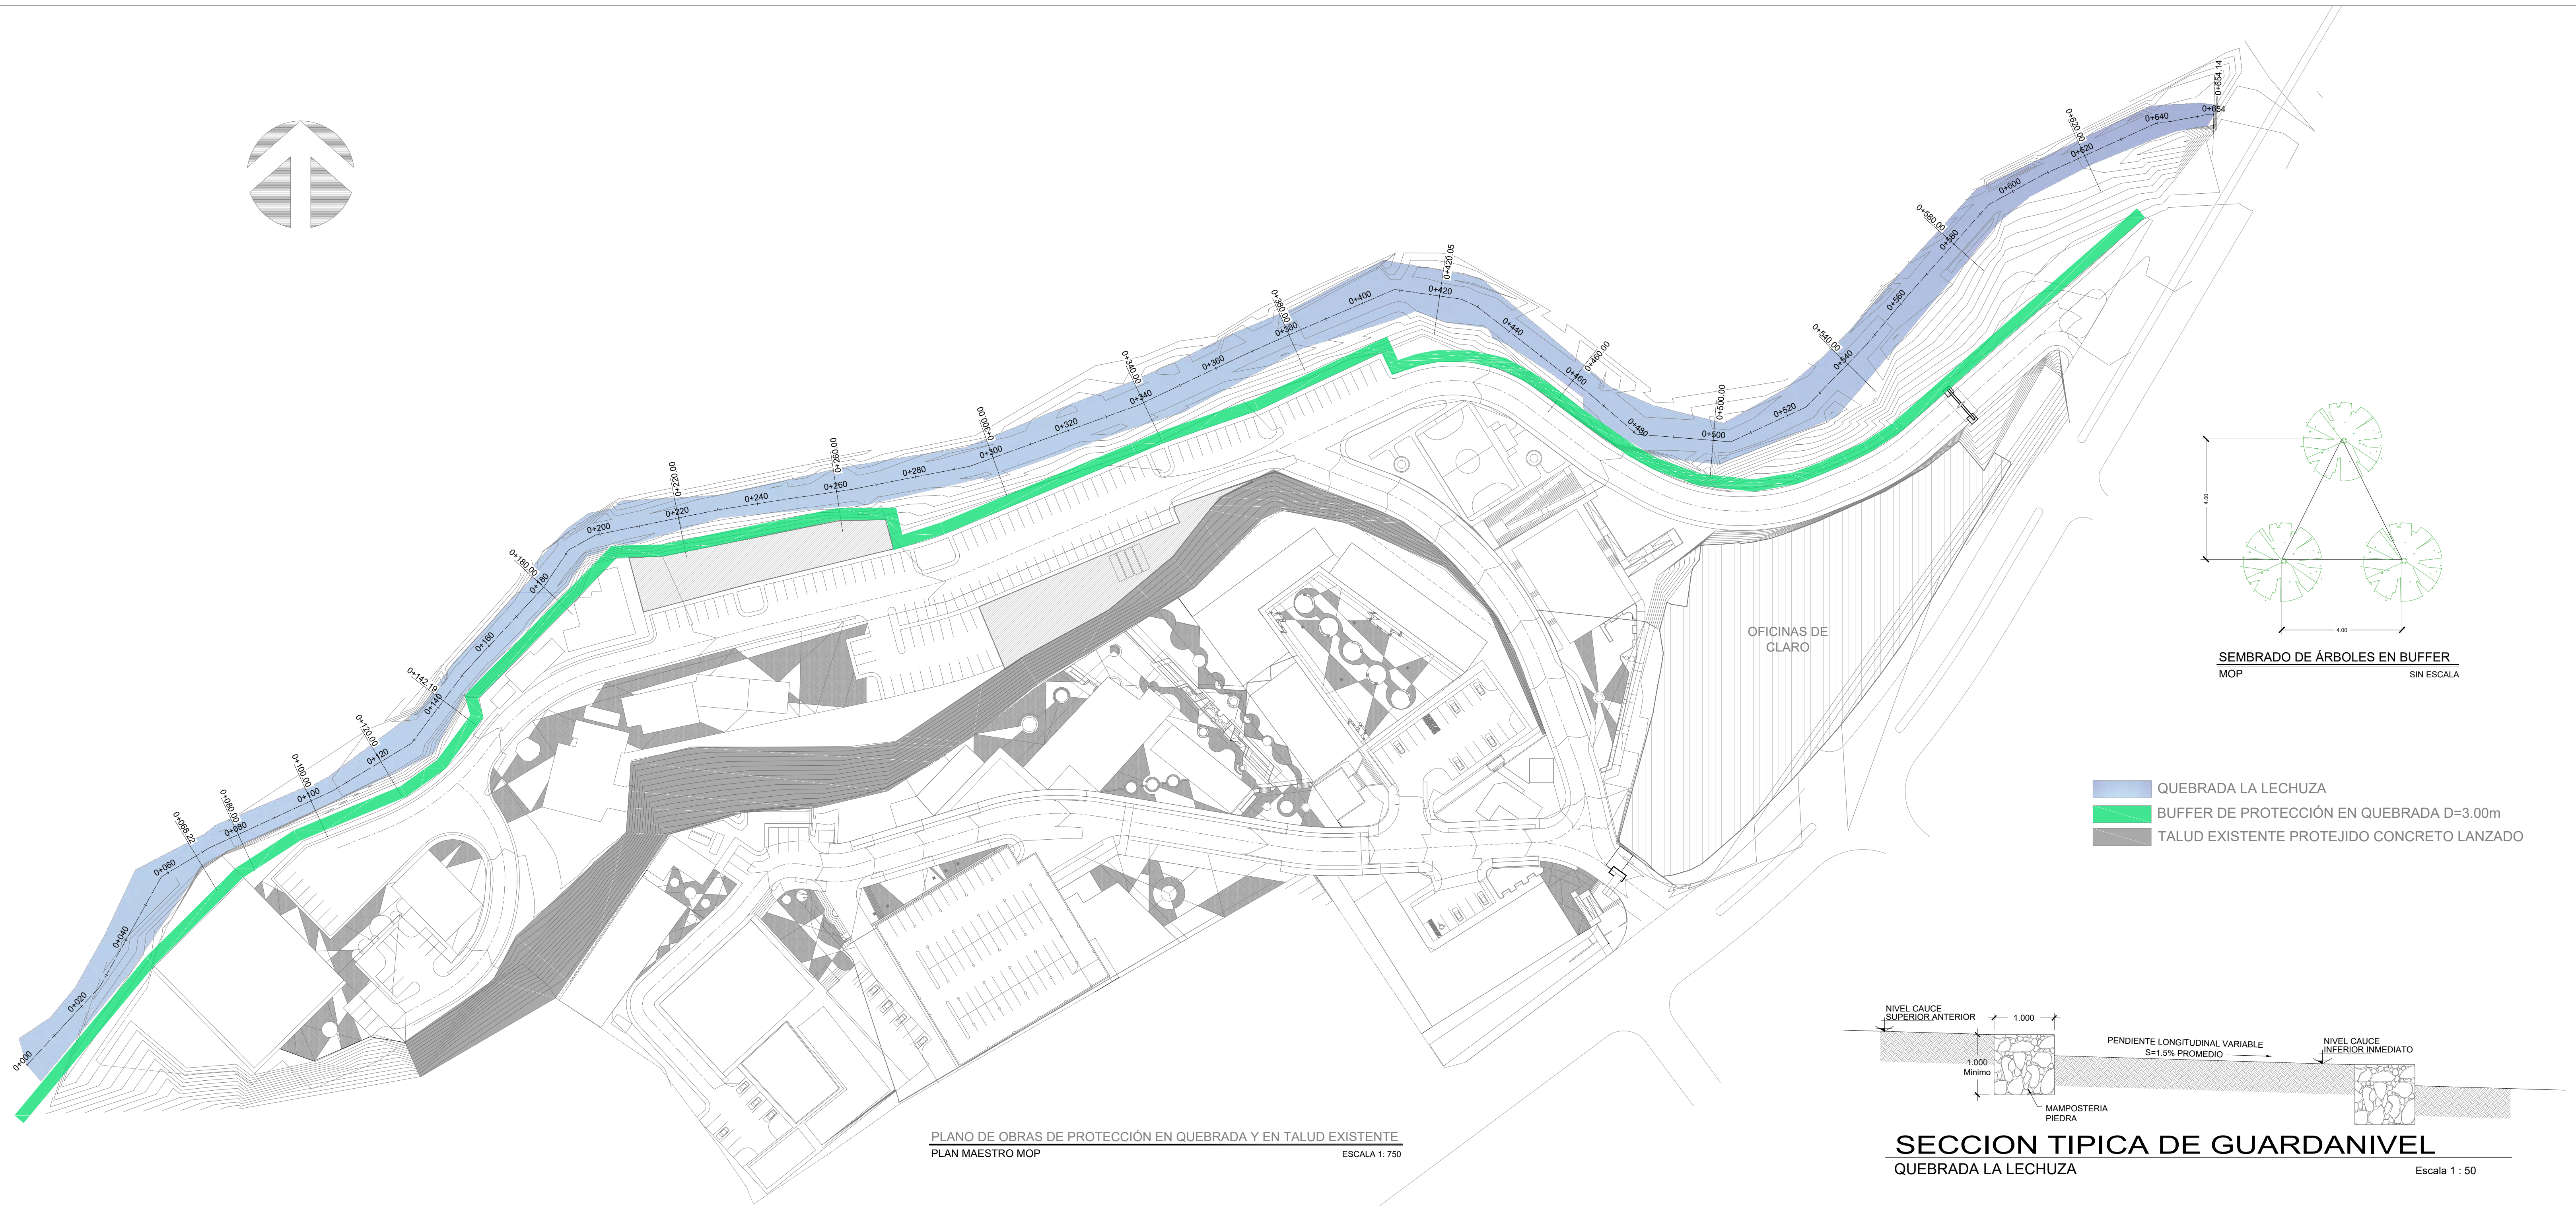 0+000
0+020
0+040
0+060
0+068.22
0+080.00
0+080
0+100.00
0+100
0+120.00
0+120
0+142.19
0+140
0+160
0+180.00
0+180
0+200
0+220.00
0+220
0+240
0+260.00
0+260
0+280
0+300.00
0+300
0+320
0+340.00
0+340
0+360
0+380.00
0+380
0+400
0+420.05
0+420
0+440
0+460.00
0+460
0+480
0+500.00
0+500
0+520
0+540.00
0+540
0+560
0+580.00
0+580
0+600
0+620.00
0+620
0+640
0+654.14
0+654
OFICINAS DE
CLARO
4.00
4.00
SEMBRADO DE ÁRBOLES EN BUFFER
MOP SIN ESCALA
QUEBRADA LA LECHUZA
BUFFER DE PROTECCIÓN EN QUEBRADA D=3.00m
TALUD EXISTENTE PROTEJIDO CONCRETO LANZADO
NIVEL CAUCE
SUPERIOR ANTERIOR
1.000
1.000
Minimo
PENDIENTE LONGITUDINAL VARIABLE
S=1.5% PROMEDIO
NIVEL CAUCE
INFERIOR INMEDIATO
MAMPOSTERIA
PIEDRA
SECCION TIPICA DE GUARDANIVEL
QUEBRADA LA LECHUZA Escala 1 : 50
PLANO DE OBRAS DE PROTECCIÓN EN QUEBRADA Y EN TALUD EXISTENTE
PLAN MAESTRO MOP ESCALA 1: 750